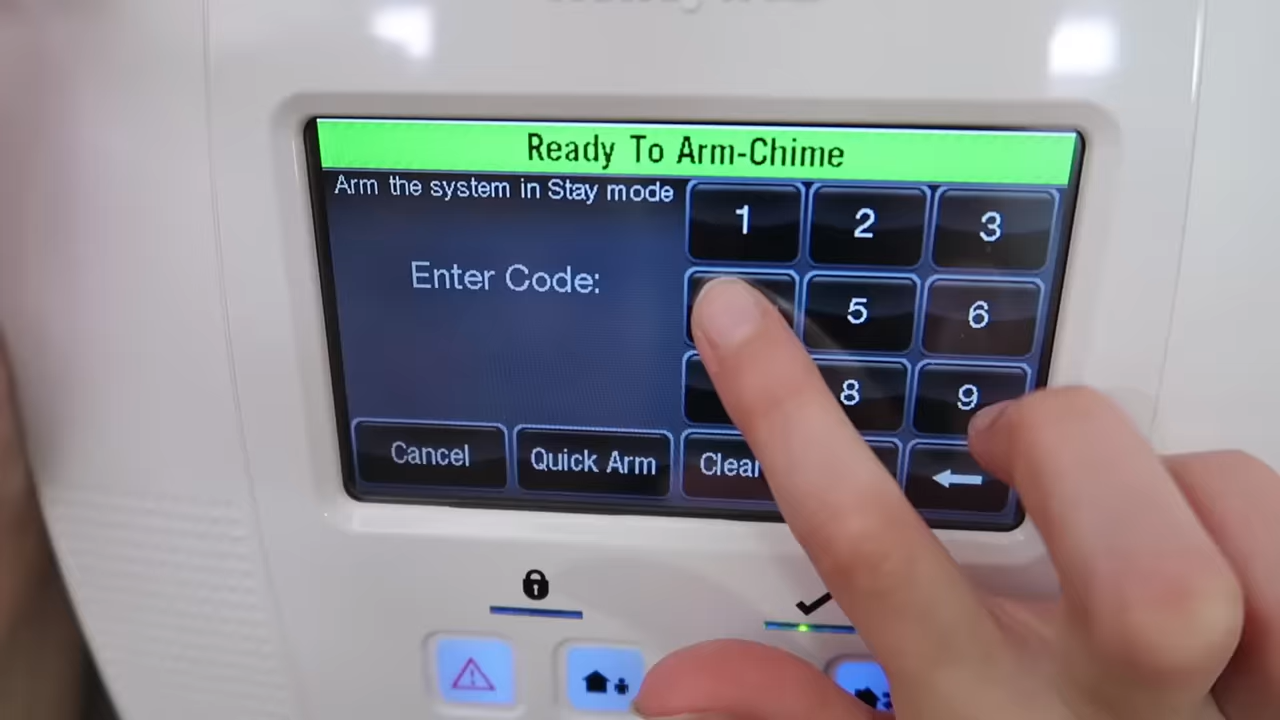 Ready To Arm-Chime
Arm the system in Stay mode
Enter Code:
1 2 3
5 6
8 9
Cancel Quick Arm Clear